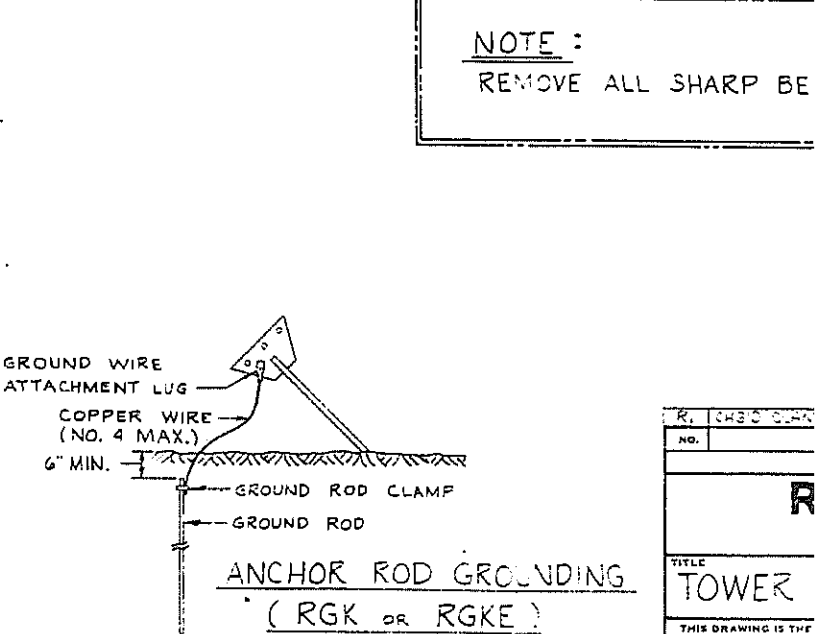 NOTE :
REMOVE ALL SHARP BE
GROUND WIRE
ATTACHMENT LUG
COPPER WIRE
(NO. 4 MAX.)
6" MIN.
GROUND ROD CLAMP
GROUND ROD
ANCHOR ROD GROUNDING
( RGK OR RGKE )
R. CHG'D
NO.
R
TITLE
TOWER
THIS DRAWING IS THE